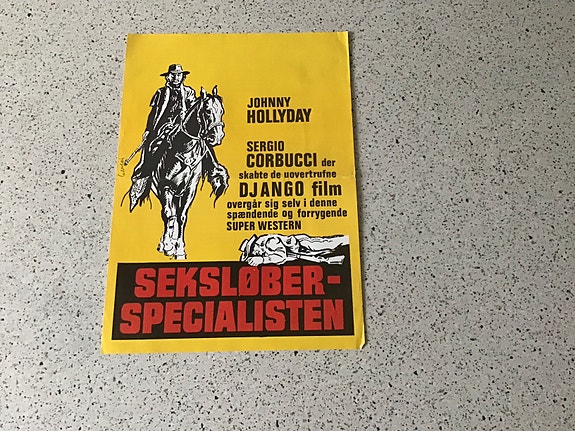 JOHNNY
HOLLYDAY
SERGIO
CORBUCCI der
skabte de uovertrufne
DJANGO film
overgår sig selv i denne
spændende og forrygende
SUPER WESTERN
SEKSLØBER-
SPECIALISTEN